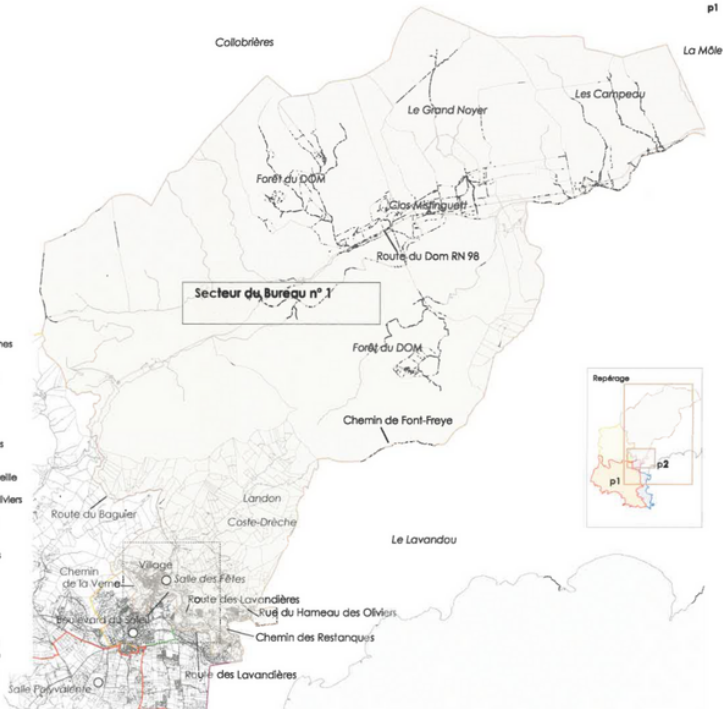 p1
Collobrières
La Môle
Le Grand Noyer
Les Campeau
Forêt du DOM
Clos Mistinguett
Route du Dom RN 98
Secteur du Bureau n° 1
Forêt du DOM
Repérage
p2
p1
Chemin de Font-Freye
Landon
Route du Baguier
Coste-Drèche
Le Lavandou
Village
Chemin
de la Verne
Salle des Fêtes
Route des Lavandières
Rue du Hameau des Oliviers
Boulevard du Soleil
Chemin des Restanques
Route des Lavandières
Salle Polyvalente